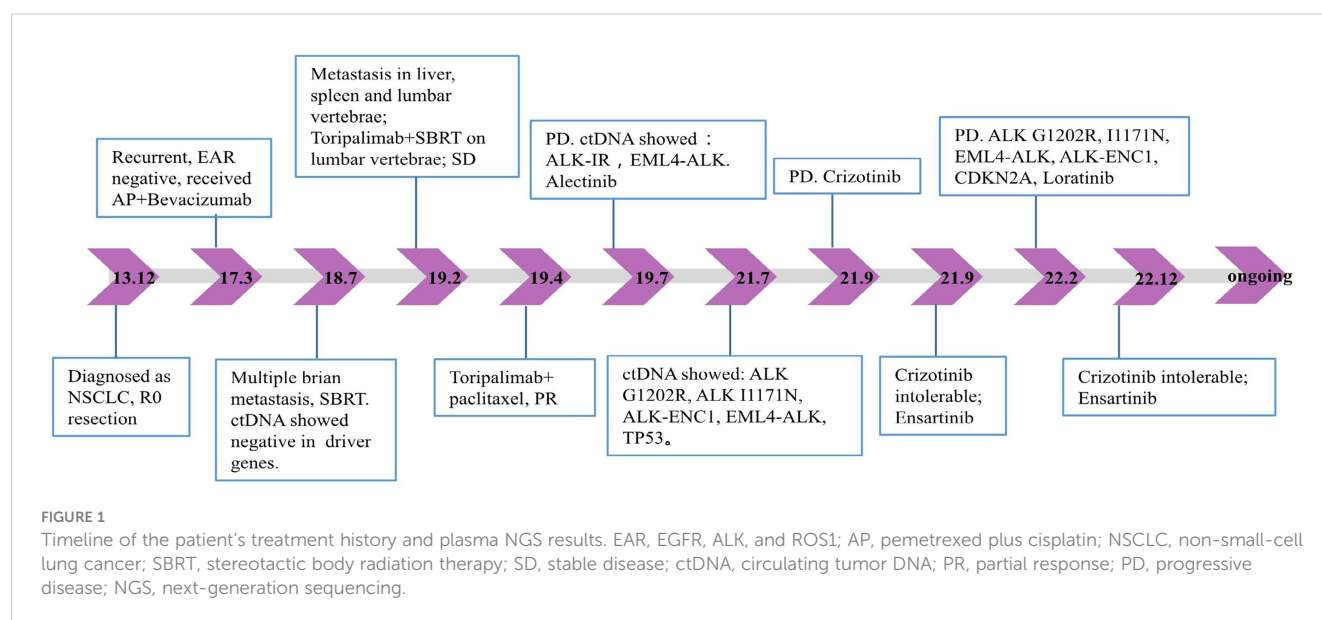 Metastasis in liver,
spleen and lumbar
vertebrae;
Toripalimab+SBRT on
lumbar vertebrae; SD
Recurrent, EAR
negative, received
AP+Bevacizumab
PD. ctDNA showed：
ALK-IR，EML4-ALK.
Alectinib
PD. Crizotinib
PD. ALK G1202R, I1171N,
EML4-ALK, ALK-ENC1,
CDKN2A, Loratinib
13.12
17.3
18.7
19.2
19.4
19.7
21.7
21.9
21.9
22.2
22.12
ongoing
Diagnosed as
NSCLC, R0
resection
Multiple brian
metastasis, SBRT.
ctDNA showed
negative in driver
genes.
Toripalimab+
paclitaxel, PR
ctDNA showed: ALK
G1202R, ALK I1171N,
ALK-ENC1, EML4-ALK,
TP53。
Crizotinib
intolerable;
Ensartinib
Crizotinib intolerable;
Ensartinib
FIGURE 1
Timeline of the patient's treatment history and plasma NGS results. EAR, EGFR, ALK, and ROS1; AP, pemetrexed plus cisplatin; NSCLC, non-small-cell
lung cancer; SBRT, stereotactic body radiation therapy; SD, stable disease; ctDNA, circulating tumor DNA; PR, partial response; PD, progressive
disease; NGS, next-generation sequencing.